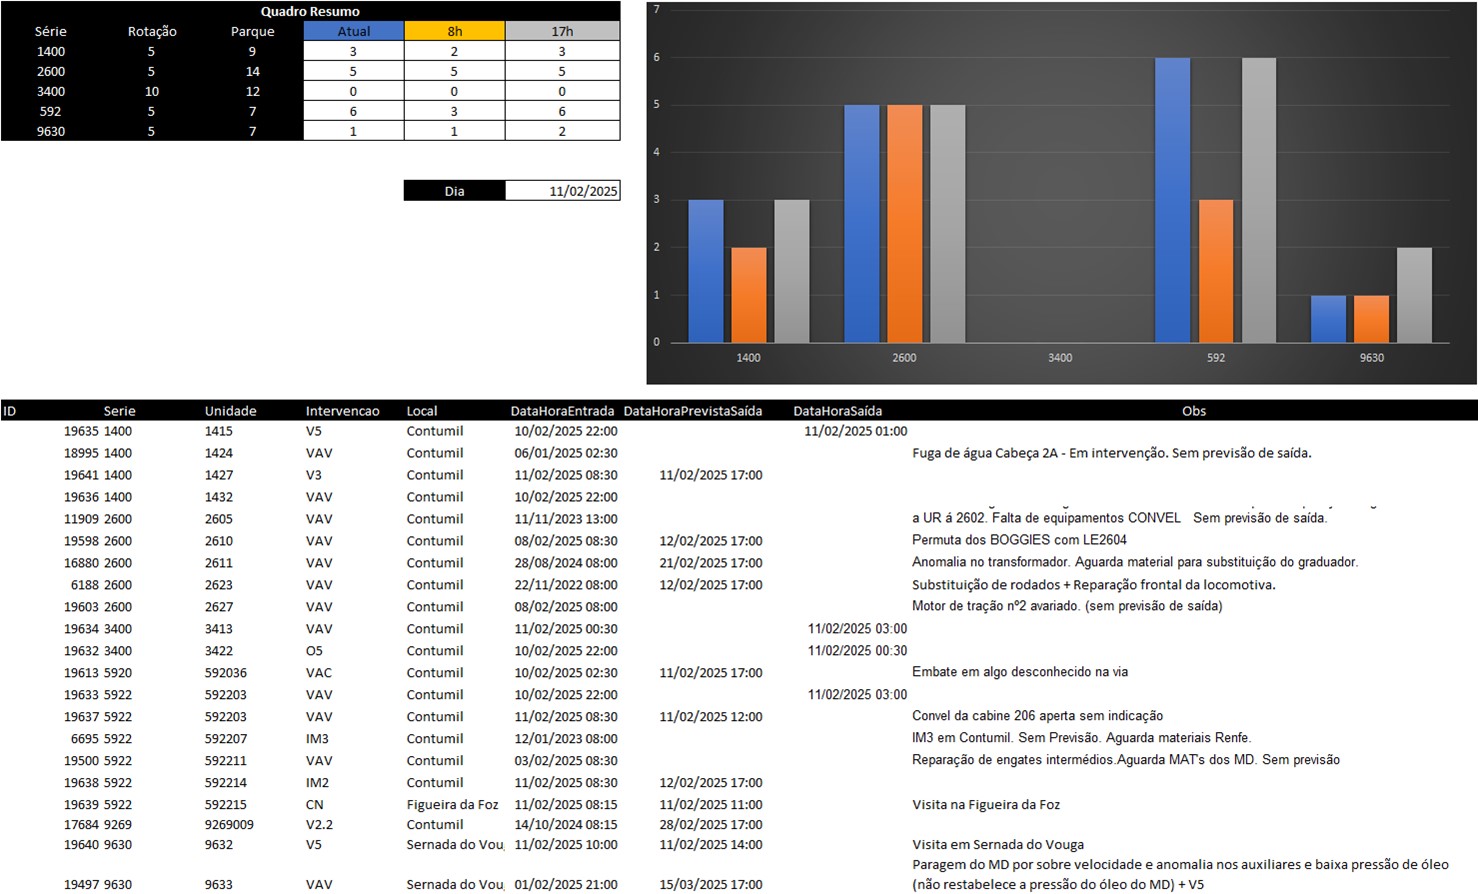 Quadro Resumo
Série Rotação Parque Atual 8h 17h
1400 5 9 3 2 3
2600 5 14 5 5 5
3400 10 12 0 0 0
592 5 7 6 3 6
9630 5 7 1 1 2
Dia 11/02/2025
7
6
5
4
3
2
1
0
1400 2600 3400 592 9630
ID Serie Unidade Intervencao Local DataHoraEntrada DataHoraPrevistaSaída DataHoraSaída Obs
19635 1400 1415 V5 Contumil 10/02/2025 22:00 11/02/2025 01:00
18995 1400 1424 VAV Contumil 06/01/2025 02:30 Fuga de água Cabeça 2A - Em intervenção. Sem previsão de saída.
19641 1400 1427 V3 Contumil 11/02/2025 08:30 11/02/2025 17:00
19636 1400 1432 VAV Contumil 10/02/2025 22:00
11909 2600 2605 VAV Contumil 11/11/2023 13:00 a UR á 2602. Falta de equipamentos CONVEL Sem previsão de saída.
19598 2600 2610 VAV Contumil 08/02/2025 08:30 12/02/2025 17:00 Permuta dos BOGGIES com LE2604
16880 2600 2611 VAV Contumil 28/08/2024 08:00 21/02/2025 17:00 Anomalia no transformador. Aguarda material para substituição do graduador.
6188 2600 2623 VAV Contumil 22/11/2022 08:00 12/02/2025 17:00 Substituição de rodados + Reparação frontal da locomotiva.
19603 2600 2627 VAV Contumil 08/02/2025 08:00 Motor de tração nº2 avariado. (sem previsão de saída)
19634 3400 3413 VAV Contumil 11/02/2025 00:30 11/02/2025 03:00
19632 3400 3422 O5 Contumil 10/02/2025 22:00 11/02/2025 00:30
19613 5920 592036 VAC Contumil 10/02/2025 02:30 11/02/2025 17:00 Embate em algo desconhecido na via
19633 5922 592203 VAV Contumil 10/02/2025 22:00 11/02/2025 03:00
19637 5922 592203 VAV Contumil 11/02/2025 08:30 11/02/2025 12:00 Convel da cabine 206 aperta sem indicação
6695 5922 592207 IM3 Contumil 12/01/2023 08:00 IM3 em Contumil. Sem Previsão. Aguarda materiais Renfe.
19500 5922 592211 VAV Contumil 03/02/2025 08:30 Reparação de engates intermédios.Aguarda MAT's dos MD. Sem previsão
19638 5922 592214 IM2 Contumil 11/02/2025 08:30 12/02/2025 17:00
19639 5922 592215 CN Figueira da Foz 11/02/2025 08:15 11/02/2025 11:00 Visita na Figueira da Foz
17684 9269 9269009 V2.2 Contumil 14/10/2024 08:15 28/02/2025 17:00
19640 9630 9632 V5 Sernada do Vou 11/02/2025 10:00 11/02/2025 14:00 Visita em Sernada do Vouga
Paragem do MD por sobre velocidade e anomalia nos auxiliares e baixa pressão de óleo
19497 9630 9633 VAV Sernada do Vou 01/02/2025 21:00 15/03/2025 17:00 (não restabelece a pressão do óleo do MD) + V5